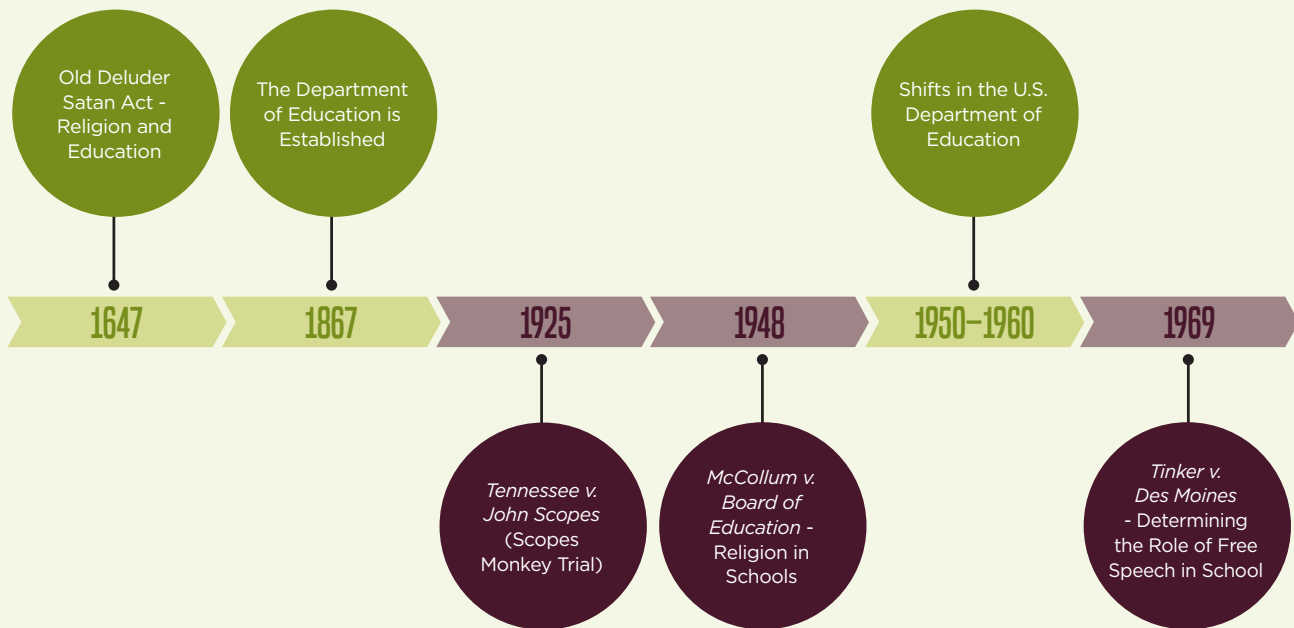 Old Deluder
Satan Act -
Religion and
Education
The Department
of Education is
Established
Shifts in the U.S.
Department of
Education
1647
1867
1925
1948
1950–1960
1969
Tennessee v.
John Scopes
(Scopes
Monkey Trial)
McCollum v.
Board of
Education -
Religion in
Schools
Tinker v.
Des Moines
- Determining
the Role of Free
Speech in School